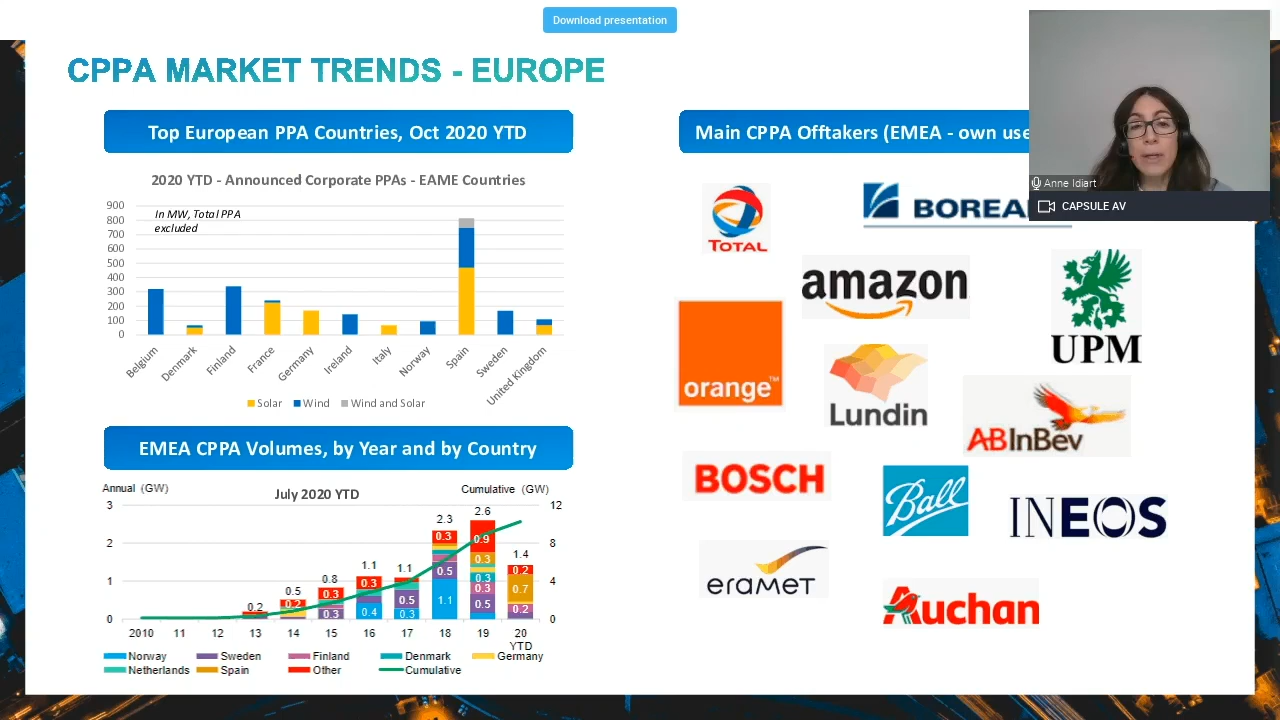 Download presentation
CPPA MARKET TRENDS - EUROPE
Top European PPA Countries, Oct 2020 YTD
2020 YTD - Announced Corporate PPAs - EAME Countries
In MW, Total PPA
excluded
900
800
700
600
500
400
300
200
100
0
Belgium
Denmark
Finland
France
Germany
Ireland
Italy
Norway
Spain
Sweden
United Kingdom
Solar Wind Wind and Solar
EMEA CPPA Volumes, by Year and by Country
Annual (GW)
July 2020 YTD
Cumulative (GW)
3
2
1
0
12
8
4
0
0.2
0.5
0.2
0.8
0.3
0.3
1.1
0.3
0.4
1.1
0.5
0.3
2.3
0.3
0.5
1.1
2.6
0.9
0.3
0.3
0.3
0.5
1.4
0.2
0.7
0.2
2010 11 12 13 14 15 16 17 18 19 20
YTD
Norway Sweden Finland Denmark Germany
Netherlands Spain Other Cumulative
Main CPPA Offtakers (EMEA - own use
Anne Idiart
CAPSULE AV
TOTAL
BOREA
amazon
UPM
orange™
Lundin
ABInBev
BOSCH
Ball
INEOS
eramet
Auchan